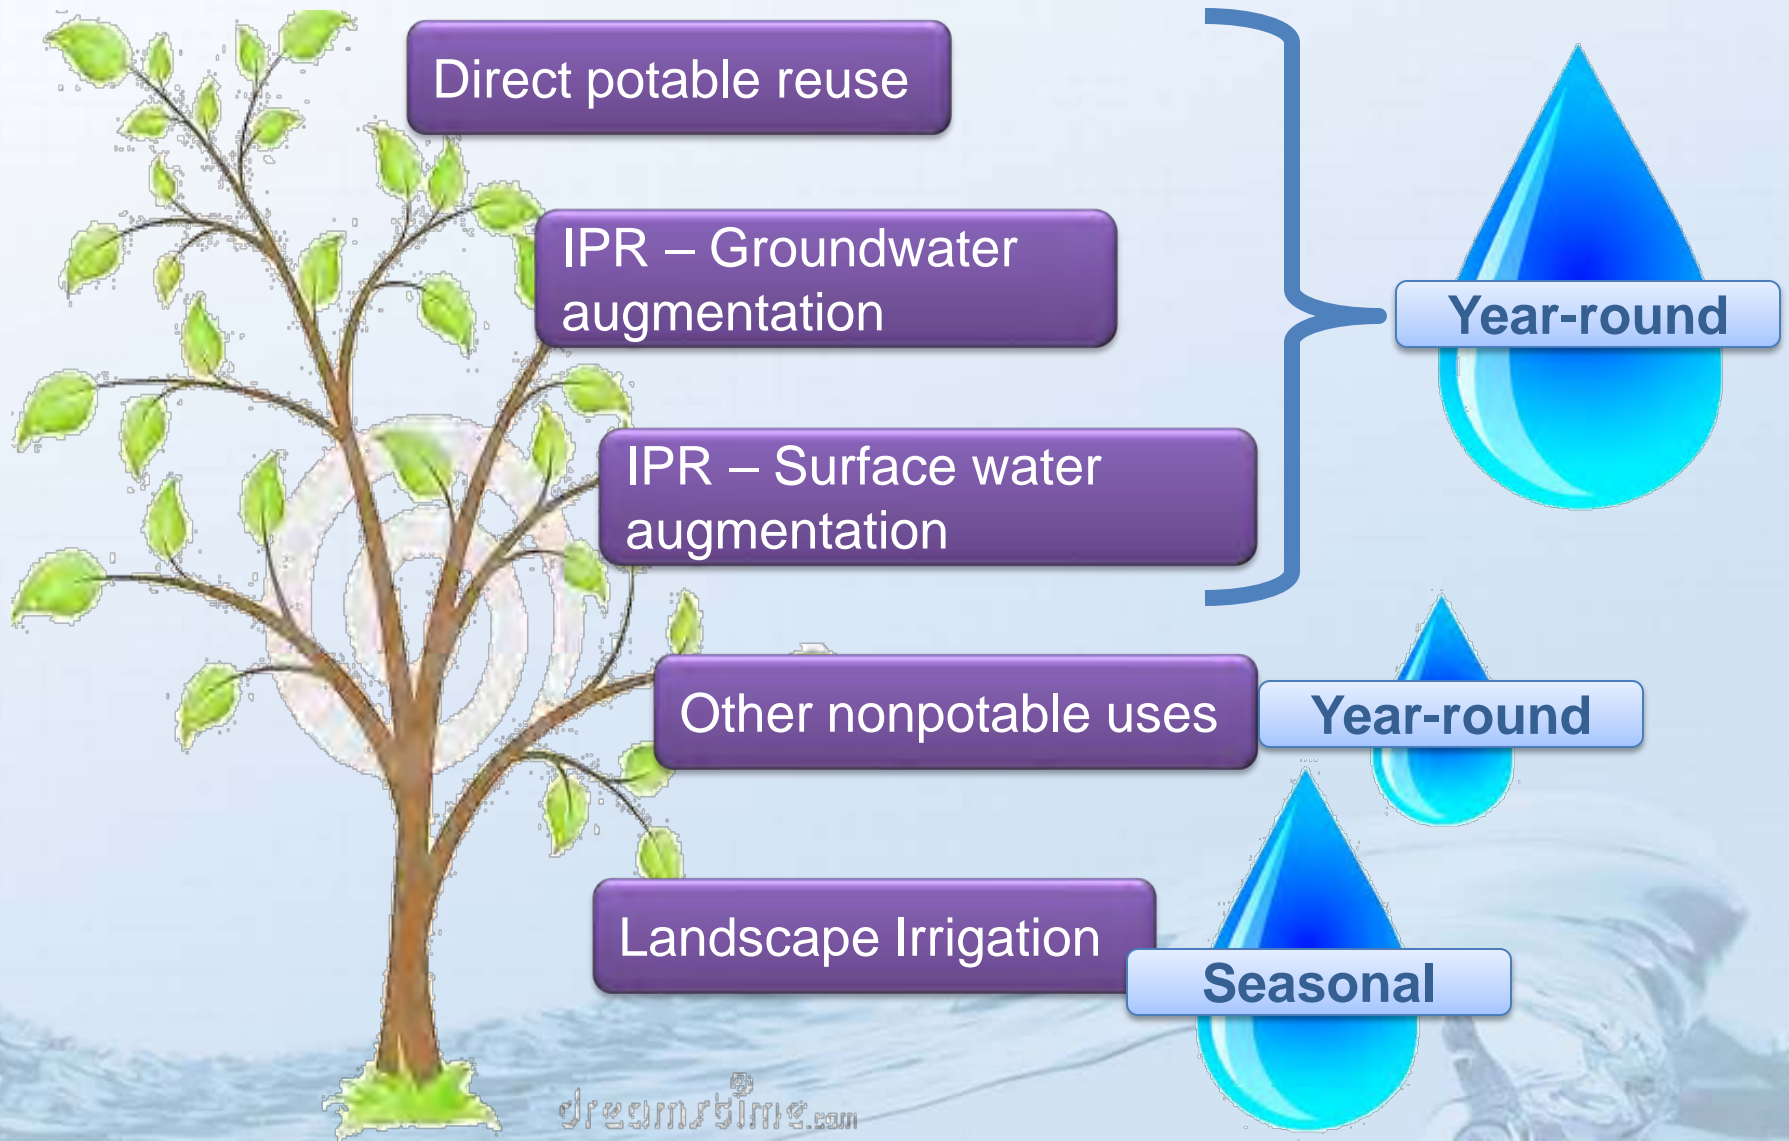 Direct potable reuse
IPR – Groundwater
augmentation
Year-round
IPR – Surface water
augmentation
Other nonpotable uses
Year-round
Landscape Irrigation
Seasonal
dreamstime.com